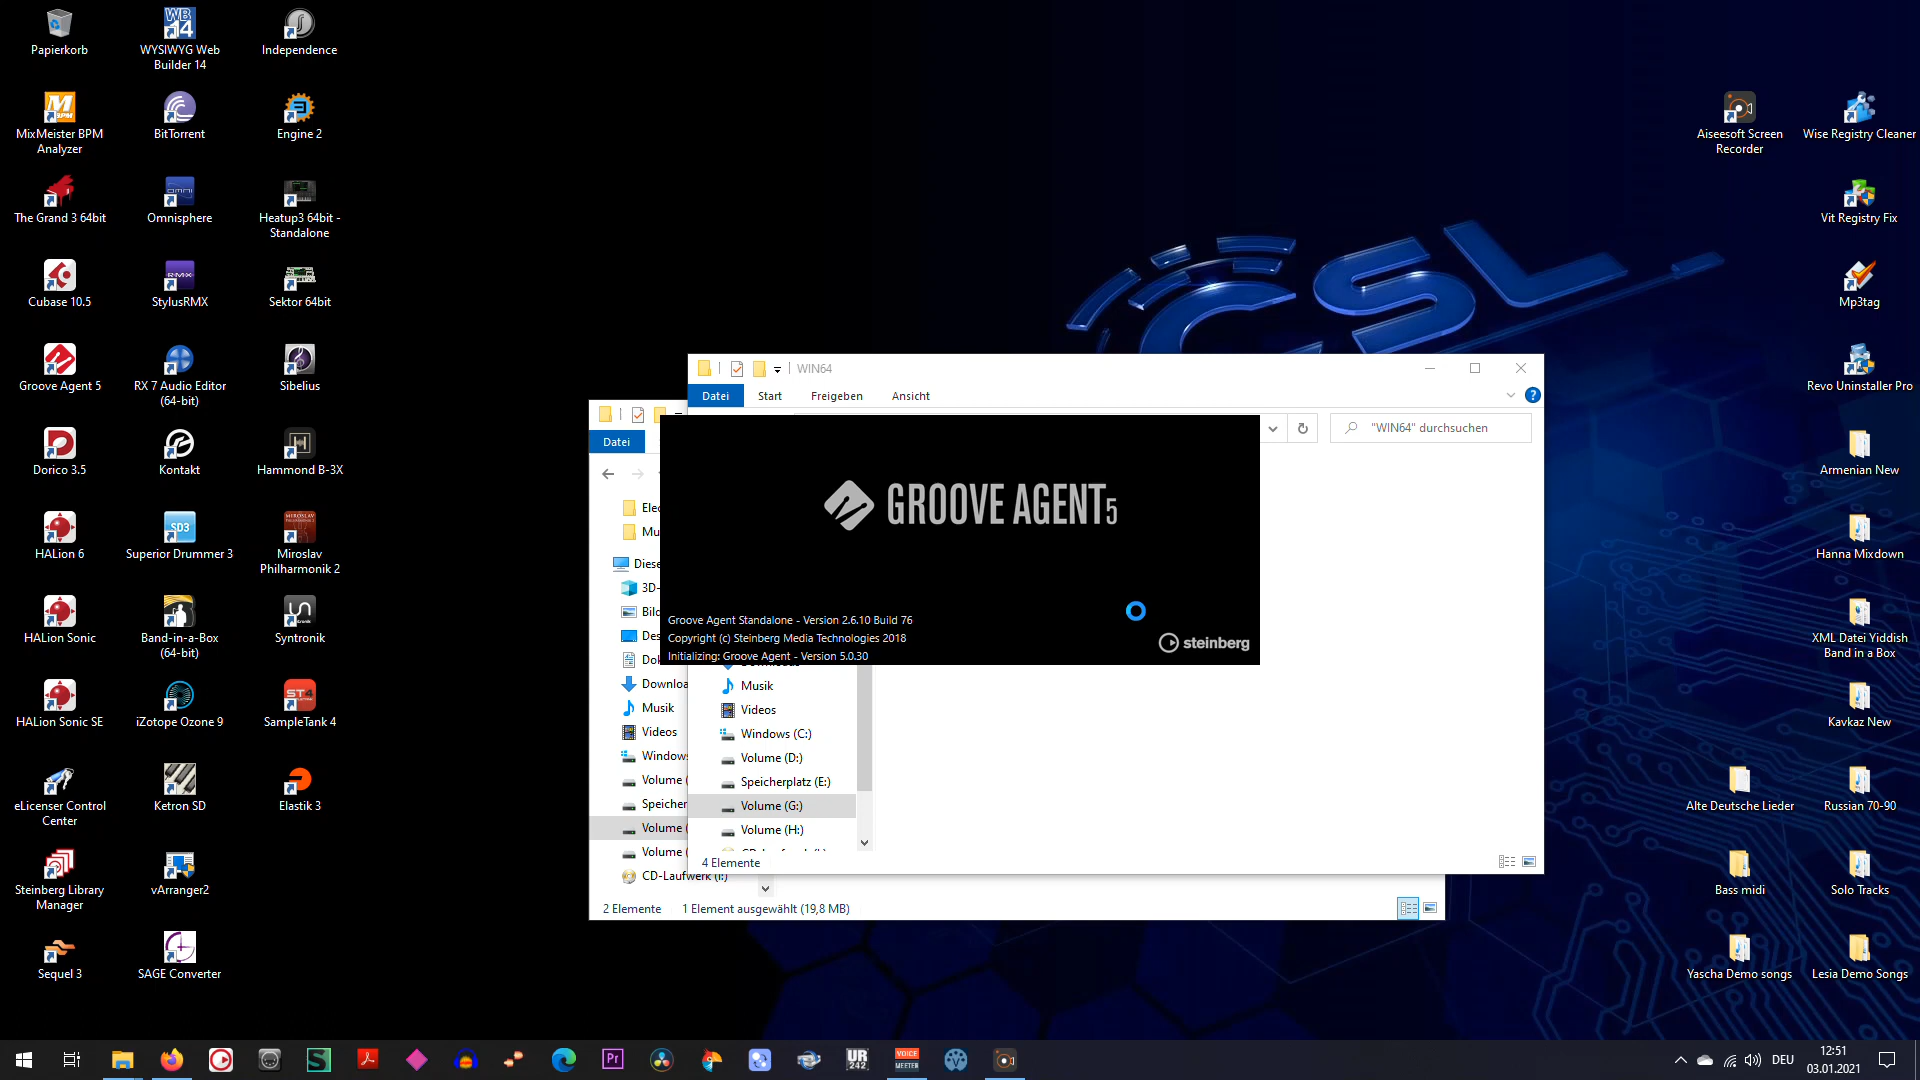 Papierkorb
WYSIWYG Web
Builder 14
Independence
MixMeister BPM
Analyzer
BitTorrent
Engine 2
The Grand 3 64bit
Omnisphere
Heatup3 64bit -
Standalone
Cubase 10.5
StylusRMX
Sektor 64bit
Groove Agent 5
RX 7 Audio Editor
(64-bit)
Sibelius
Dorico 3.5
Kontakt
Hammond B-3X
HALion 6
Superior Drummer 3
Miroslav
Philharmonik 2
HALion Sonic
Band-in-a-Box
(64-bit)
Syntronik
HALion Sonic SE
iZotope Ozone 9
SampleTank 4
eLicenser Control
Center
Ketron SD
Elastik 3
Steinberg Library
Manager
vArranger2
Sequel 3
SAGE Converter
Aiseesoft Screen
Recorder
Wise Registry Cleaner
Vit Registry Fix
Mp3tag
Revo Uninstaller Pro
Armenian New
Hanna Mixdown
XML Datei Yiddish
Band in a Box
Kavkaz New
Alte Deutsche Lieder
Russian 70-90
Bass midi
Solo Tracks
Yascha Demo songs
Lesia Demo Songs
CSL
WIN64
Datei
Start
Freigeben
Ansicht
"WIN64" durchsuchen
Datei
GROOVE AGENT 5
Groove Agent Standalone - Version 2.6.10 Build 76
Copyright (c) Steinberg Media Technologies 2018
Initializing: Groove Agent - Version 5.0.30
steinberg
Musik
Videos
Windows (C:)
Volume (D:)
Speicherplatz (E:)
Volume (G:)
Volume (H:)
4 Elemente
Downloa
Musik
Videos
Windows
Volume (
Speicher
Volume (
Volume (
CD-Laufwerk (I:)
2 Elemente
1 Element ausgewählt (19,8 MB)
DEU
12:51
03.01.2021